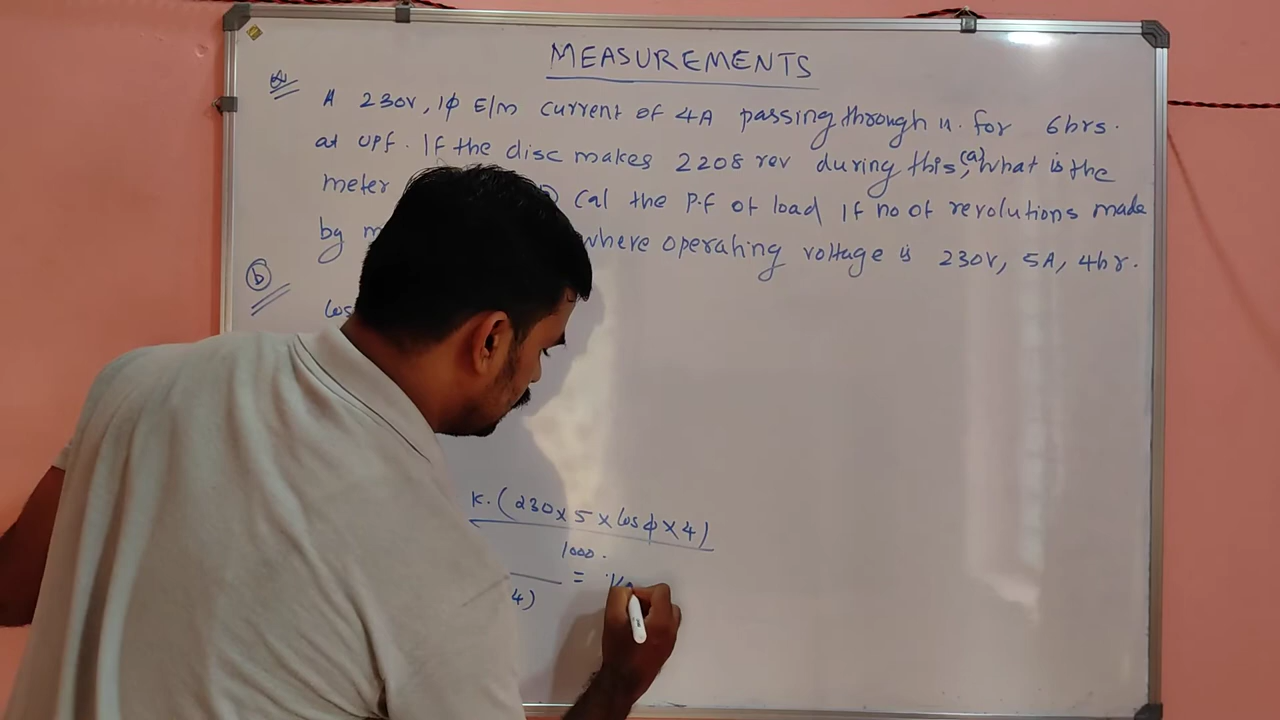 MEASUREMENTS
A 230V, 1ϕ E/m current of 4A passing through it. for 6hrs.
at UPf. If the disc makes 2208 rev during this, (a) What is the
meter Cal the P.f of load If no of revolutions made
by where operating voltage is 230V, 5A, 4hr.
(b)
cos
K. (230 x 5 x cosϕ x 4)
1000.
4) =